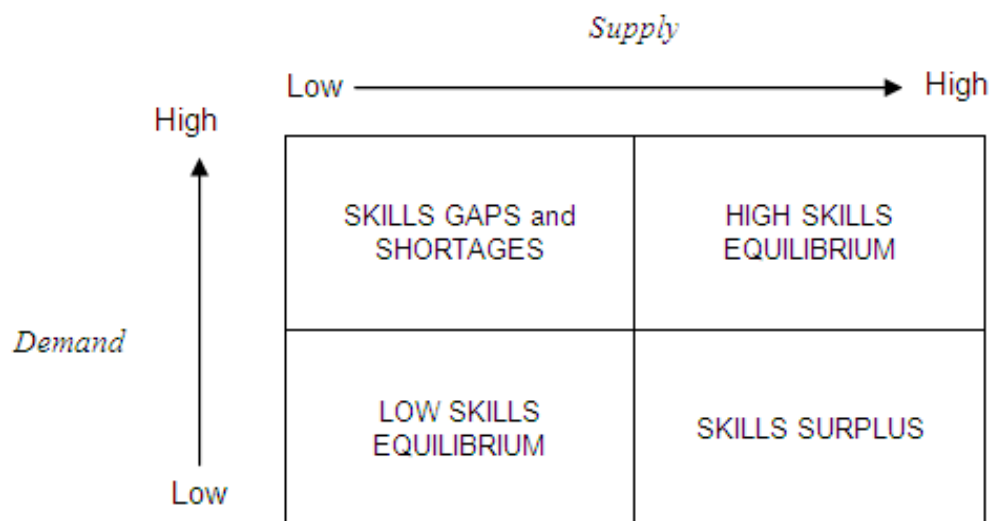 Supply
Low
High
High
SKILLS GAPS and
SHORTAGES
HIGH SKILLS
EQUILIBRIUM
Demand
LOW SKILLS
EQUILIBRIUM
SKILLS SURPLUS
Low